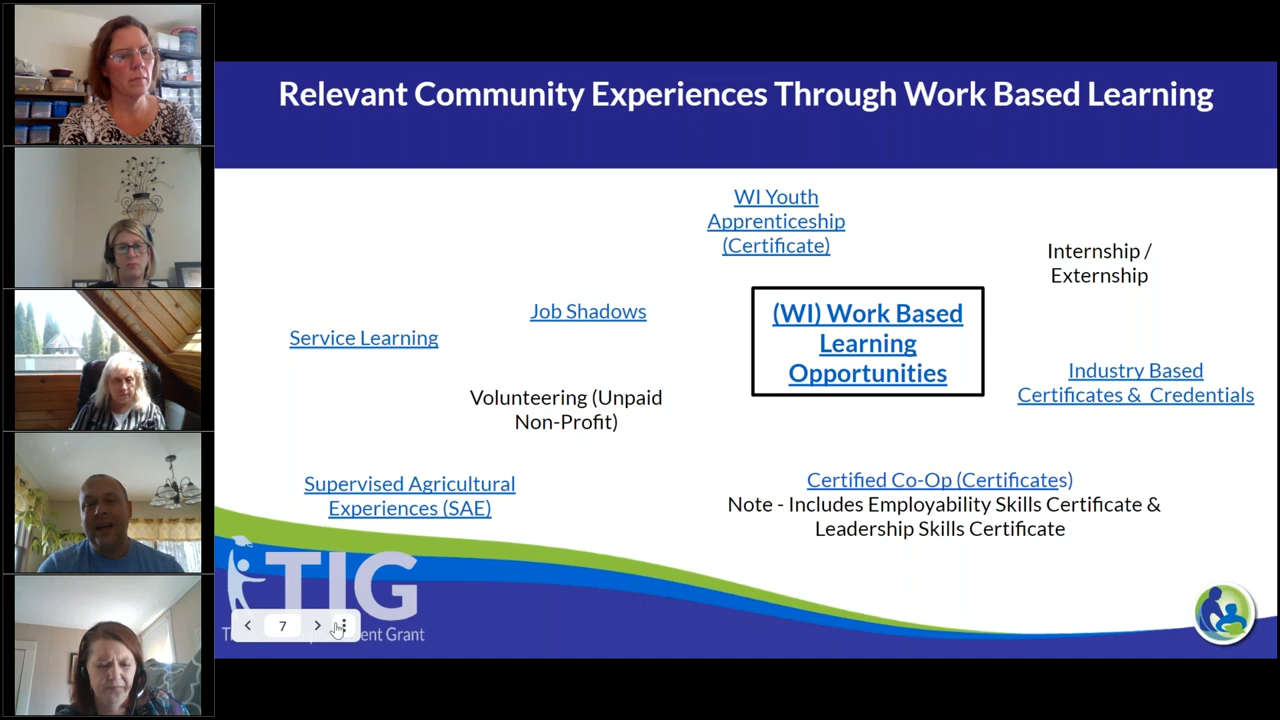 Relevant Community Experiences Through Work Based Learning
WI Youth
Apprenticeship
(Certificate)
Internship /
Externship
Job Shadows
(WI) Work Based
Learning
Opportunities
Service Learning
Industry Based
Certificates & Credentials
Volunteering (Unpaid
Non-Profit)
Supervised Agricultural
Experiences (SAE)
Certified Co-Op (Certificates)
Note - Includes Employability Skills Certificate &
Leadership Skills Certificate
TIG
7
Grant